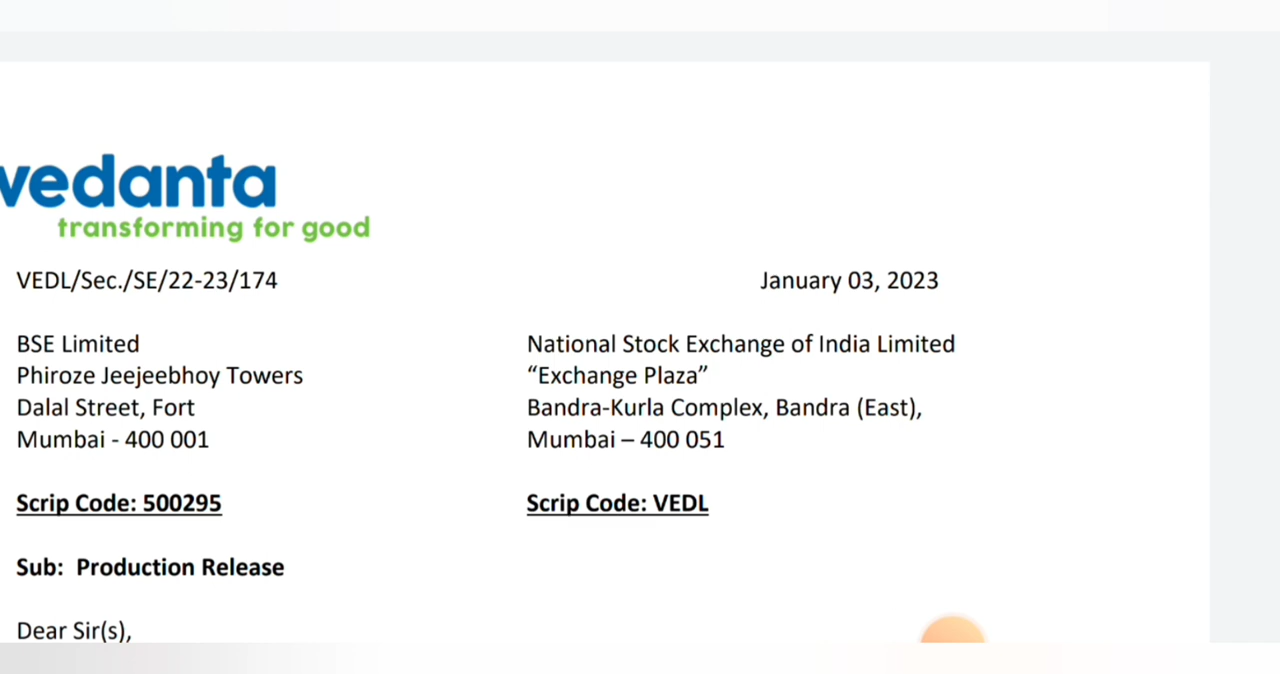 vedanta
transforming for good
VEDL/Sec./SE/22-23/174 January 03, 2023
BSE Limited National Stock Exchange of India Limited
Phiroze Jeejeebhoy Towers “Exchange Plaza”
Dalal Street, Fort Bandra-Kurla Complex, Bandra (East),
Mumbai - 400 001 Mumbai – 400 051
Scrip Code: 500295 Scrip Code: VEDL
Sub: Production Release
Dear Sir(s),